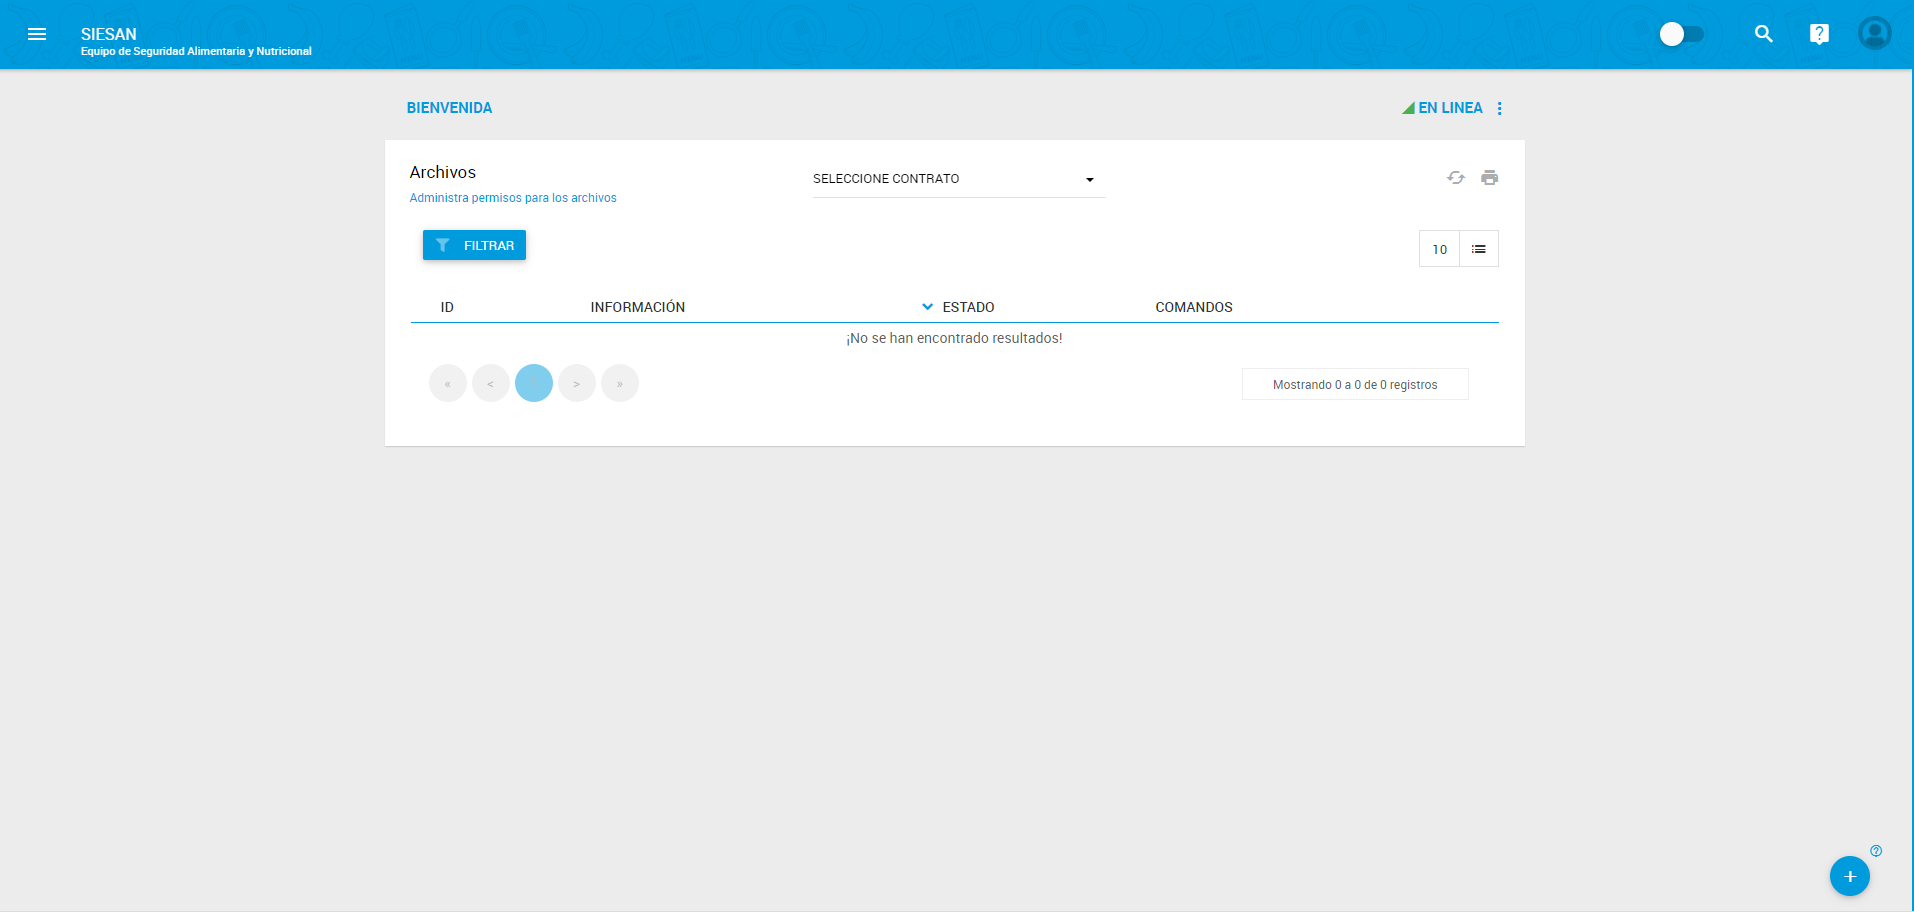 SIESAN
Equipo de Seguridad Alimentaria y Nutricional
BIENVENIDA
EN LINEA
Archivos
SELECCIONE CONTRATO
Administra permisos para los archivos
FILTRAR
10
ID INFORMACIÓN ESTADO COMANDOS
¡No se han encontrado resultados!
« < > »
Mostrando 0 a 0 de 0 registros